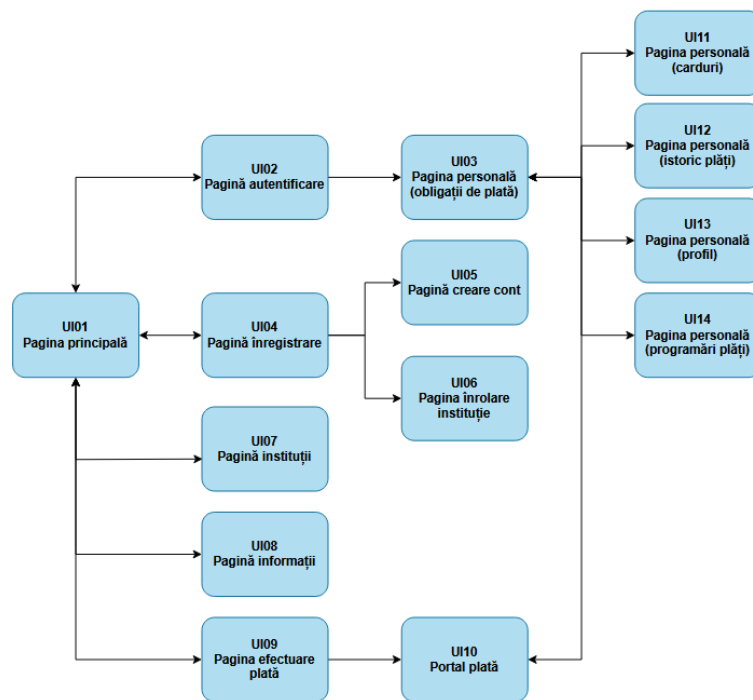 UI11
Pagina personală
(carduri)
UI12
Pagina personală
(istoric plăți)
UI02
Pagină autentificare
UI03
Pagina personală
(obligații de plată)
UI13
Pagina personală
(profil)
UI05
Pagină creare cont
UI01
Pagina principală
UI04
Pagină înregistrare
UI14
Pagina personală
(programări plăți)
UI06
Pagina înrolare
instituție
UI07
Pagină instituții
UI08
Pagină informații
UI09
Pagina efectuare
plată
UI10
Portal plată